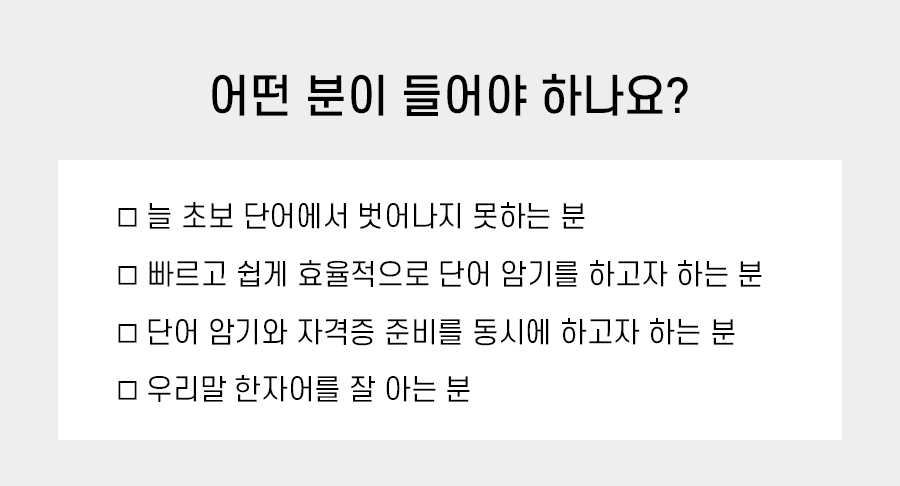 어떤 분이 들어야 하나요?
□ 늘 초보 단어에서 벗어나지 못하는 분
□ 빠르고 쉽게 효율적으로 단어 암기를 하고자 하는 분
□ 단어 암기와 자격증 준비를 동시에 하고자 하는 분
□ 우리말 한자어를 잘 아는 분